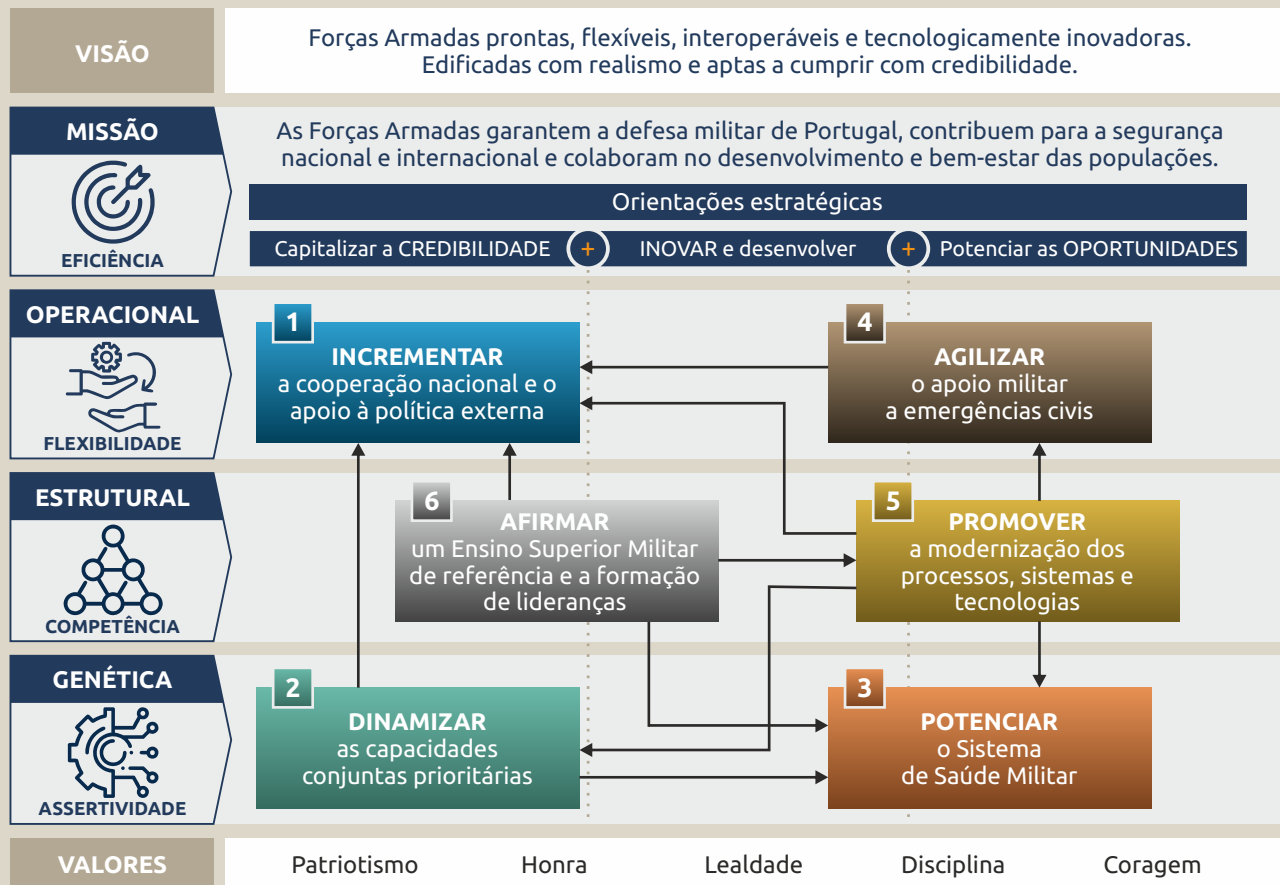 VISÃO
Forças Armadas prontas, flexíveis, interoperáveis e tecnologicamente inovadoras.
Edificadas com realismo e aptas a cumprir com credibilidade.
MISSÃO
EFICIÊNCIA
As Forças Armadas garantem a defesa militar de Portugal, contribuem para a segurança
nacional e internacional e colaboram no desenvolvimento e bem-estar das populações.
Orientações estratégicas
Capitalizar a CREDIBILIDADE + INOVAR e desenvolver + Potenciar as OPORTUNIDADES
OPERACIONAL
FLEXIBILIDADE
1
INCREMENTAR
a cooperação nacional e o
apoio à política externa
4
AGILIZAR
o apoio militar
a emergências civis
ESTRUTURAL
COMPETÊNCIA
6
AFIRMAR
um Ensino Superior Militar
de referência e a formação
de lideranças
5
PROMOVER
a modernização dos
processos, sistemas e
tecnologias
GENÉTICA
ASSERTIVIDADE
2
DINAMIZAR
as capacidades
conjuntas prioritárias
3
POTENCIAR
o Sistema
de Saúde Militar
VALORES
Patriotismo Honra Lealdade Disciplina Coragem